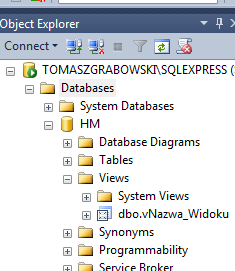 Object Explorer
Connect
TOMASZGRABOWSKI\SQLEXPRESS (
Databases
System Databases
HM
Database Diagrams
Tables
Views
System Views
dbo.vNazwa_Widoku
Synonyms
Programmability
Service Broker